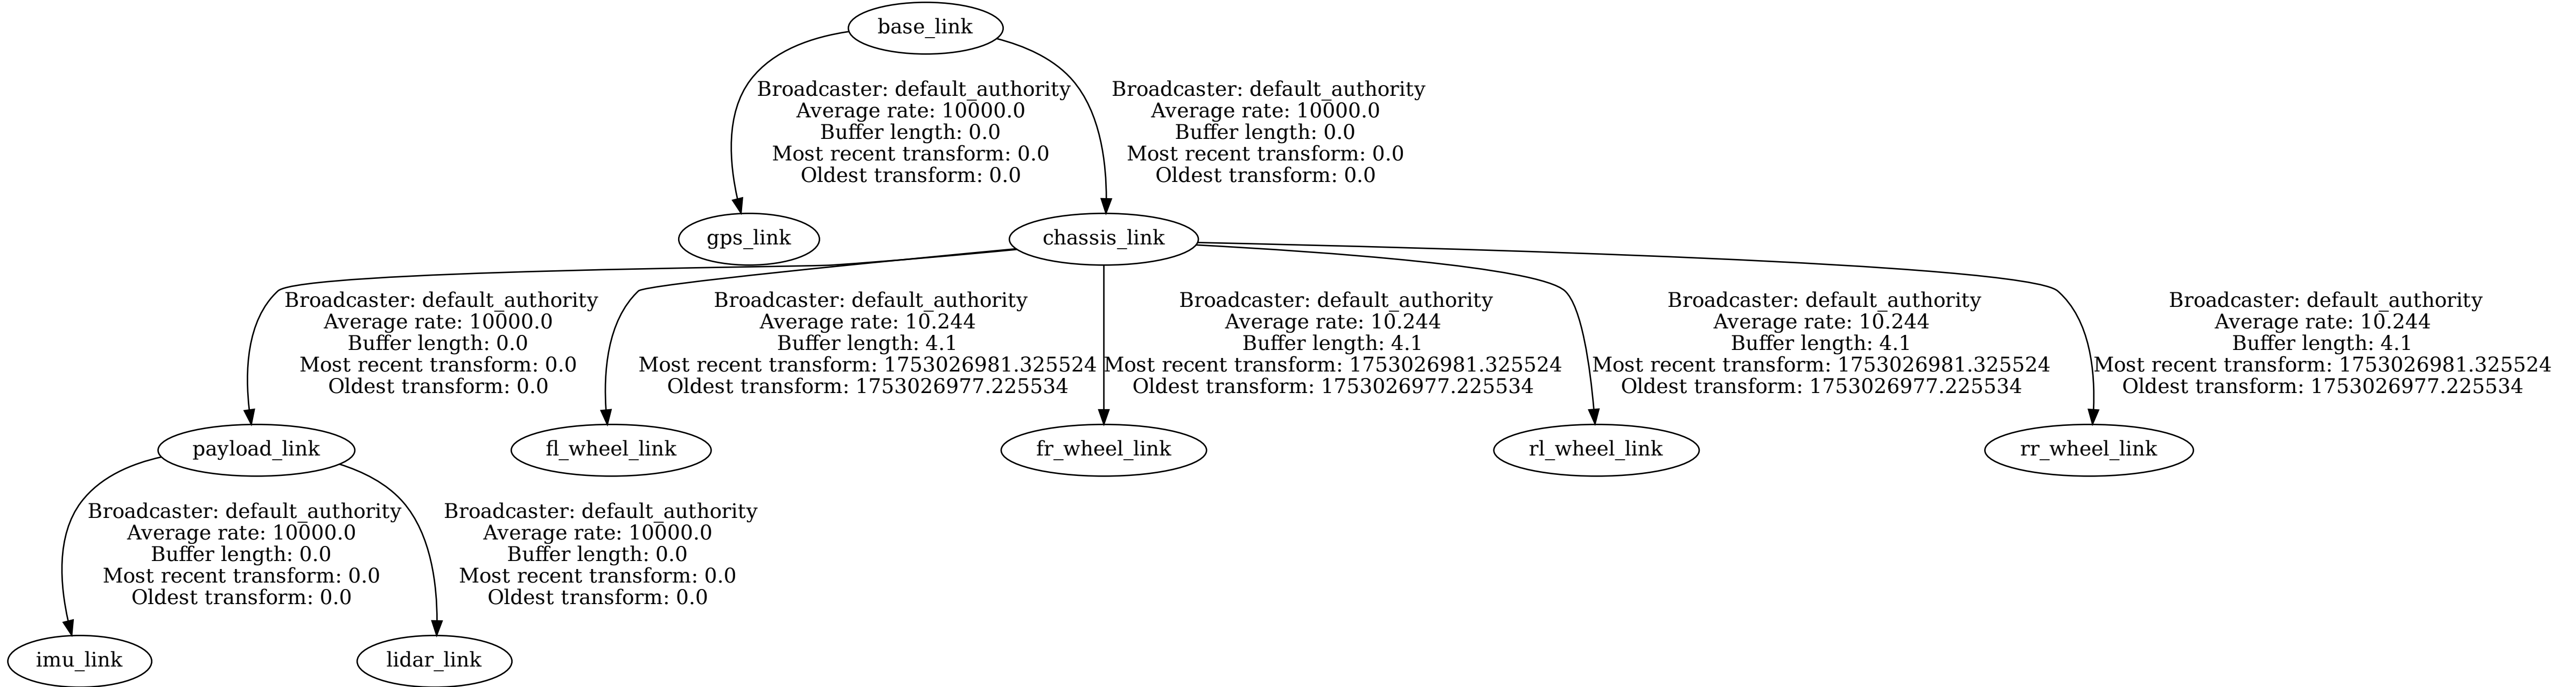 base_link
Broadcaster: default_authority
Average rate: 10000.0
Buffer length: 0.0
Most recent transform: 0.0
Oldest transform: 0.0
Broadcaster: default_authority
Average rate: 10000.0
Buffer length: 0.0
Most recent transform: 0.0
Oldest transform: 0.0
gps_link
chassis_link
Broadcaster: default_authority
Average rate: 10000.0
Buffer length: 0.0
Most recent transform: 0.0
Oldest transform: 0.0
Broadcaster: default_authority
Average rate: 10.244
Buffer length: 4.1
Most recent transform: 1753026981.325524
Oldest transform: 1753026977.225534
Broadcaster: default_authority
Average rate: 10.244
Buffer length: 4.1
Most recent transform: 1753026981.325524
Oldest transform: 1753026977.225534
Broadcaster: default_authority
Average rate: 10.244
Buffer length: 4.1
Most recent transform: 1753026981.325524
Oldest transform: 1753026977.225534
Broadcaster: default_authority
Average rate: 10.244
Buffer length: 4.1
Most recent transform: 1753026981.325524
Oldest transform: 1753026977.225534
payload_link
fl_wheel_link
fr_wheel_link
rl_wheel_link
rr_wheel_link
Broadcaster: default_authority
Average rate: 10000.0
Buffer length: 0.0
Most recent transform: 0.0
Oldest transform: 0.0
Broadcaster: default_authority
Average rate: 10000.0
Buffer length: 0.0
Most recent transform: 0.0
Oldest transform: 0.0
imu_link
lidar_link